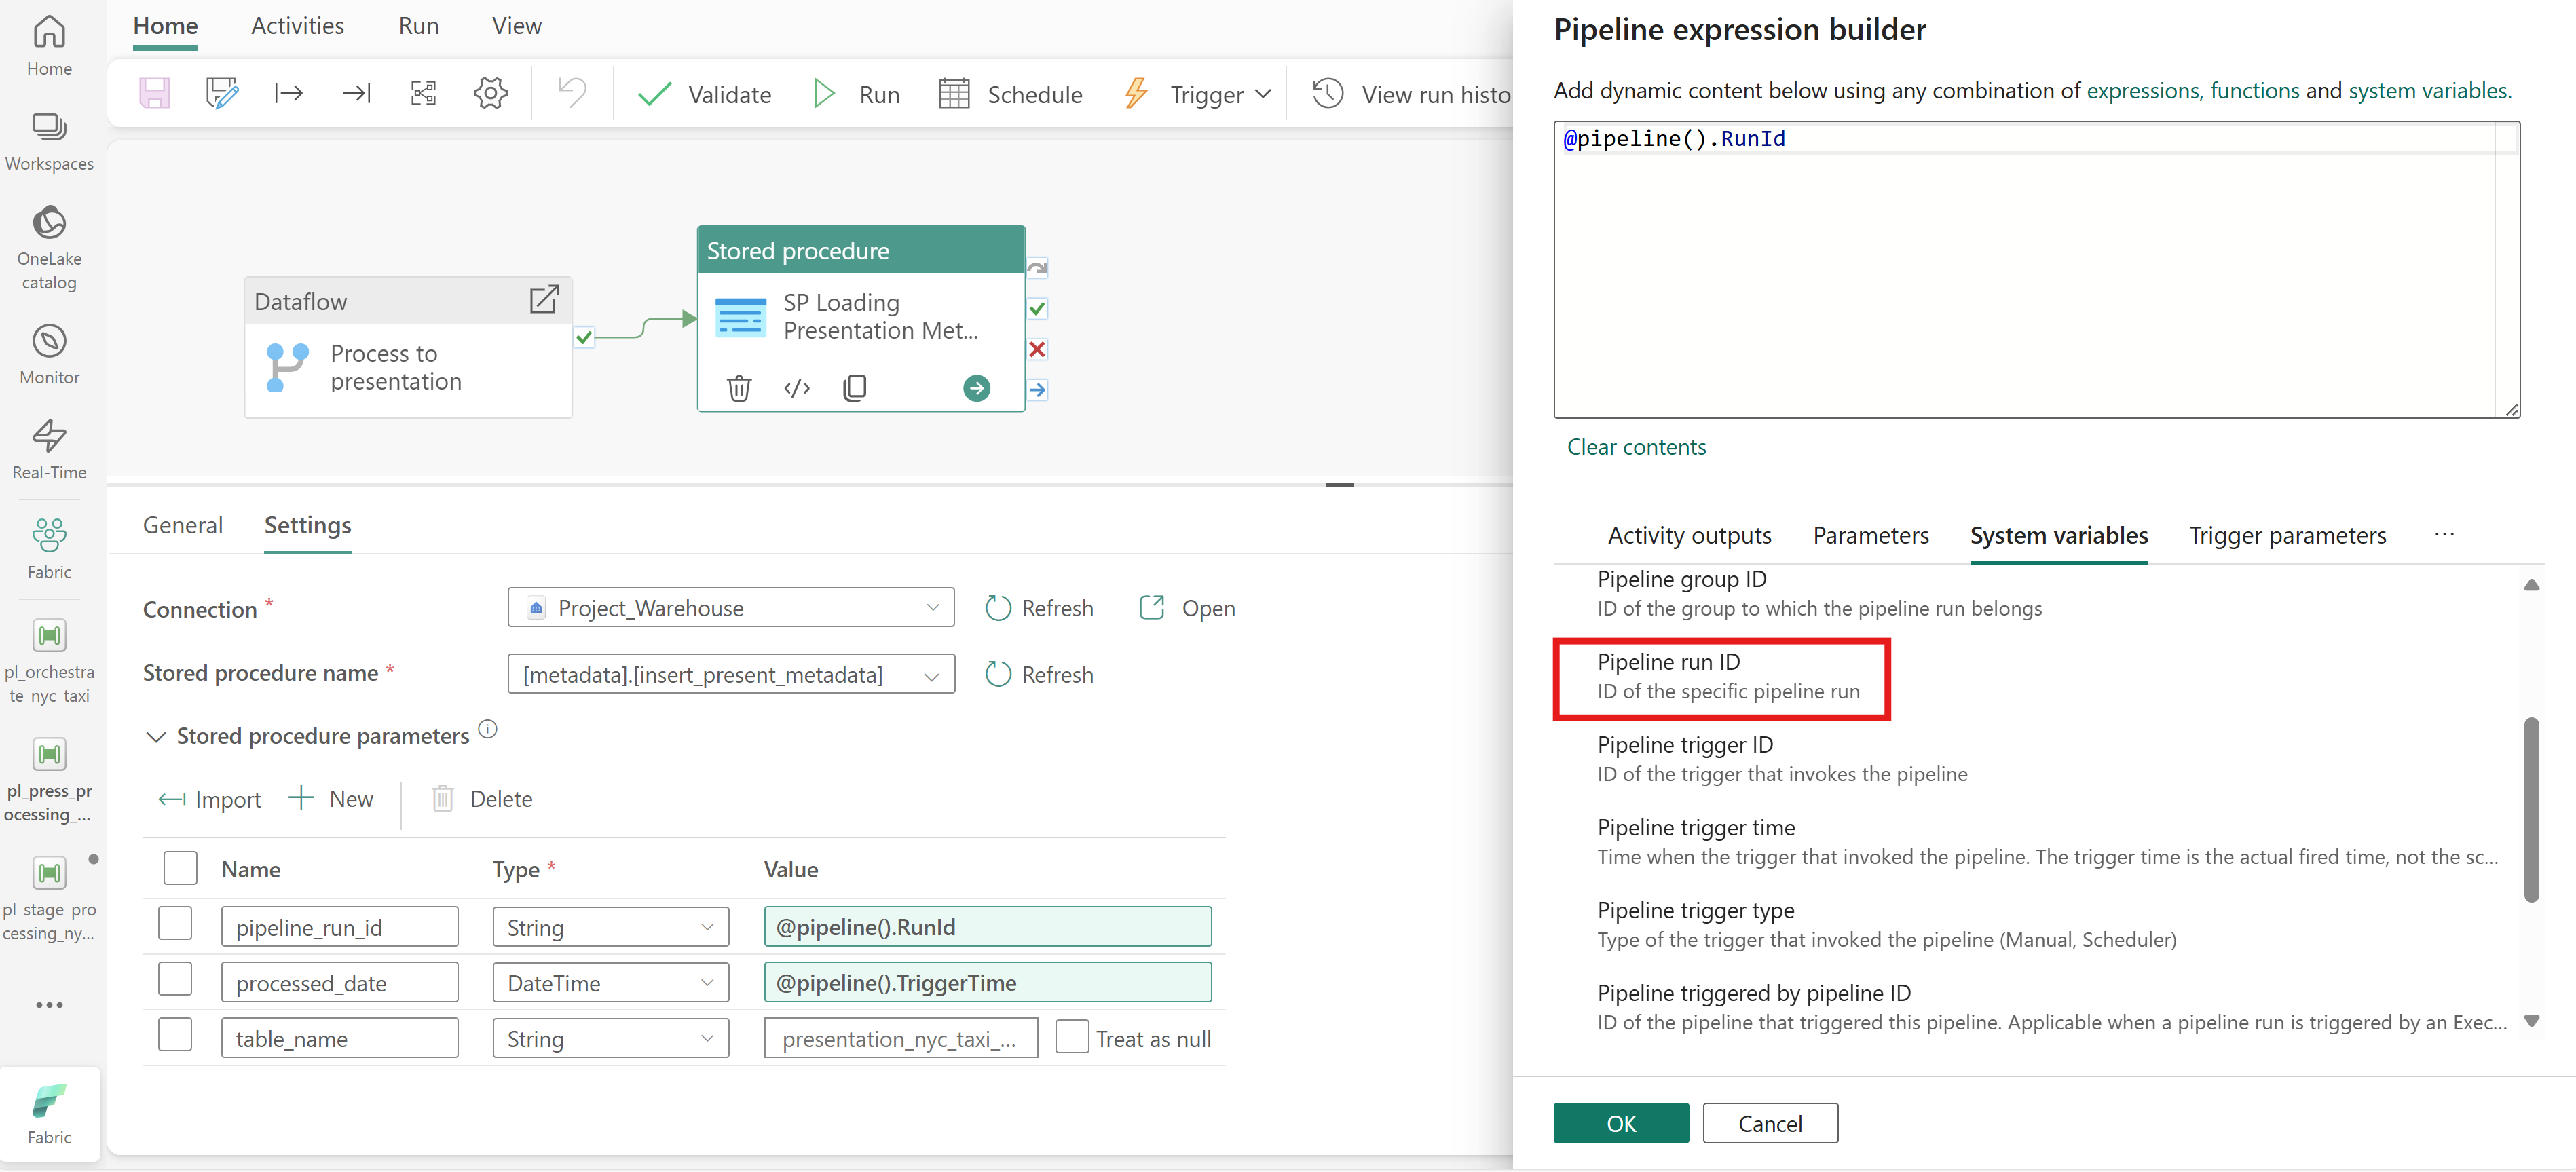 Home
Workspaces
OneLake
catalog
Monitor
Real-Time
Fabric
pl_orchestra
te_nyc_taxi
pl_press_pr
ocessing_...
pl_stage_pro
cessing_ny...
Fabric
Home Activities Run View
Validate Run Schedule Trigger View run histo
Dataflow
Process to
presentation
Stored procedure
SP Loading
Presentation Met...
General Settings
Connection * Project_Warehouse Refresh Open
Stored procedure name * [metadata].[insert_present_metadata] Refresh
Stored procedure parameters
Import New Delete
Name Type * Value
pipeline_run_id String @pipeline().RunId
processed_date DateTime @pipeline().TriggerTime
table_name String presentation_nyc_taxi_... Treat as null
Pipeline expression builder
Add dynamic content below using any combination of expressions, functions and system variables.
@pipeline().RunId
Clear contents
Activity outputs Parameters System variables Trigger parameters ...
Pipeline group ID
ID of the group to which the pipeline run belongs
Pipeline run ID
ID of the specific pipeline run
Pipeline trigger ID
ID of the trigger that invokes the pipeline
Pipeline trigger time
Time when the trigger that invoked the pipeline. The trigger time is the actual fired time, not the sc...
Pipeline trigger type
Type of the trigger that invoked the pipeline (Manual, Scheduler)
Pipeline triggered by pipeline ID
ID of the pipeline that triggered this pipeline. Applicable when a pipeline run is triggered by an Exec...
OK Cancel